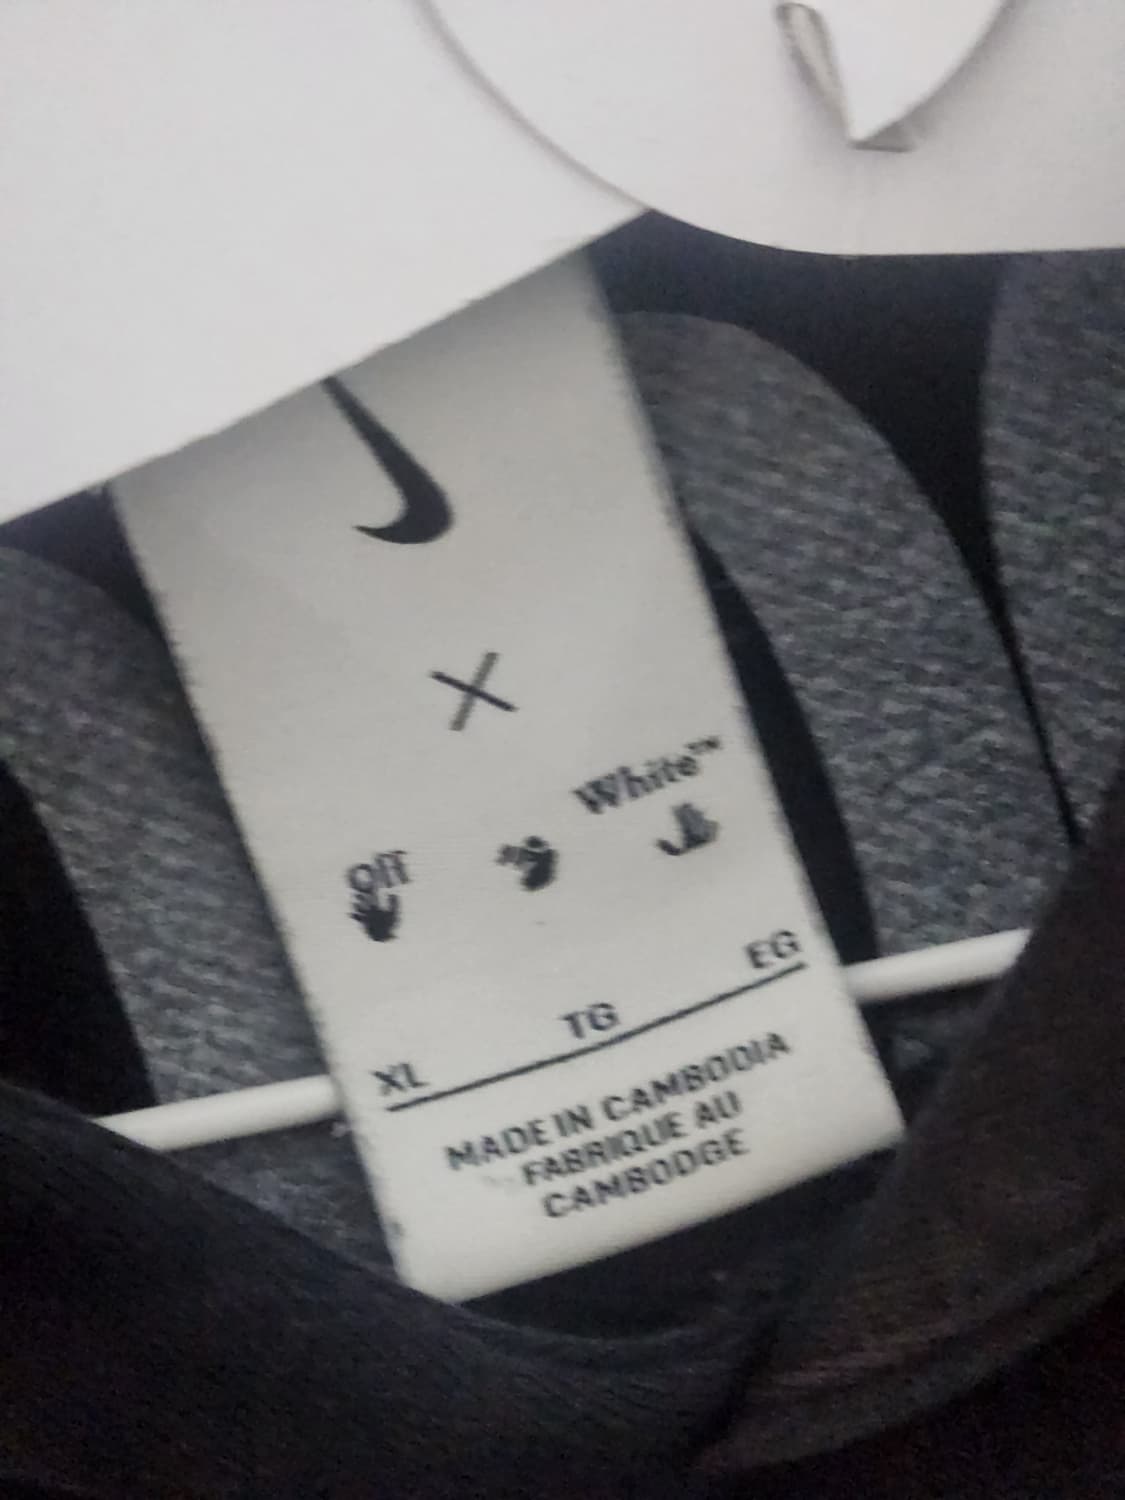 ×
Off White™
XL TG EG
MADE IN CAMBODIA
FABRIQUE AU
CAMBODGE